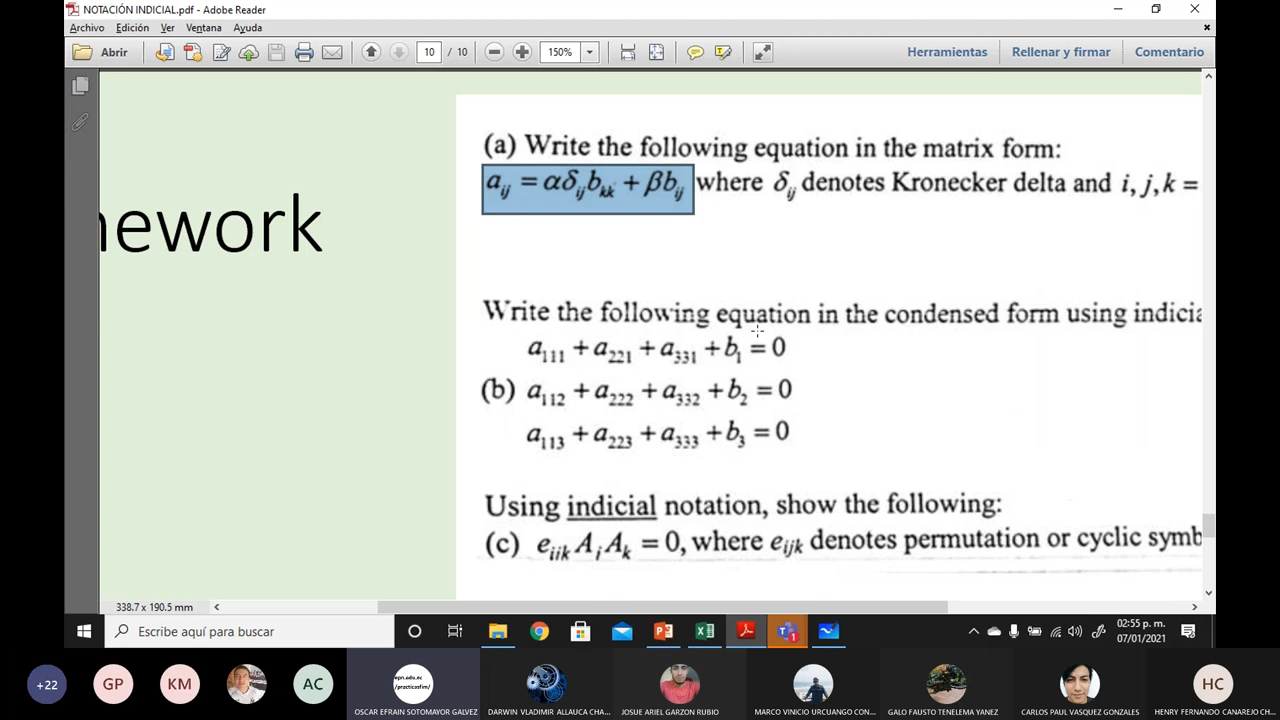 NOTACIÓN INDICIAL.pdf - Adobe Reader
Archivo Edición Ver Ventana Ayuda
Abrir 10 / 10 150% Herramientas Rellenar y firmar Comentario
(a) Write the following equation in the matrix form:
a_ij = αδ_ij b_kk + βb_ij where δ_ij denotes Kronecker delta and i, j, k =
nework
Write the following equation in the condensed form using indicia
a_111 + a_221 + a_331 + b_1 = 0
(b) a_112 + a_222 + a_332 + b_2 = 0
a_113 + a_223 + a_333 + b_3 = 0
Using indicial notation, show the following:
(c) e_ijk A_j A_k = 0, where e_ijk denotes permutation or cyclic symb
338.7 x 190.5 mm
Escribe aquí para buscar
02:55 p. m.
07/01/2021
+22 GP KM AC epn.edu.ec HC
/practicasfim/
OSCAR EFRAIN SOTOMAYOR GALVEZ DARWIN VLADIMIR ALLAUCA CHA... JOSUE ARIEL GARZON RUBIO MARCO VINICIO URCUANGO CON... GALO FAUSTO TENELEMA YANEZ CARLOS PAUL VASQUEZ GONZALES HENRY FERNANDO CANAREJO CH...